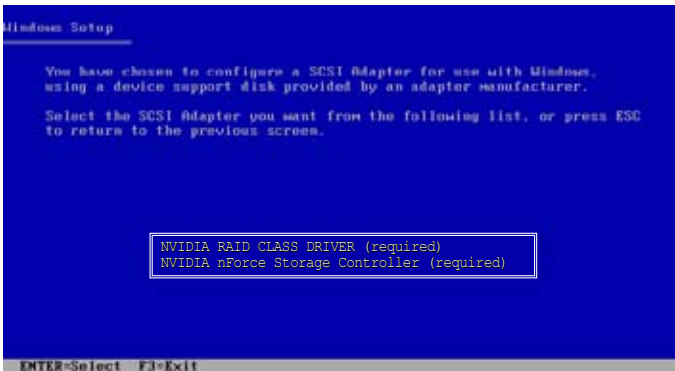 Windows Setup
You have chosen to configure a SCSI Adapter for use with Windows,
using a device support disk provided by an adapter manufacturer.
Select the SCSI Adapter you want from the following list, or press ESC
to return to the previous screen.
NVIDIA RAID CLASS DRIVER (required)
NVIDIA nForce Storage Controller (required)
ENTER=Select F3=Exit